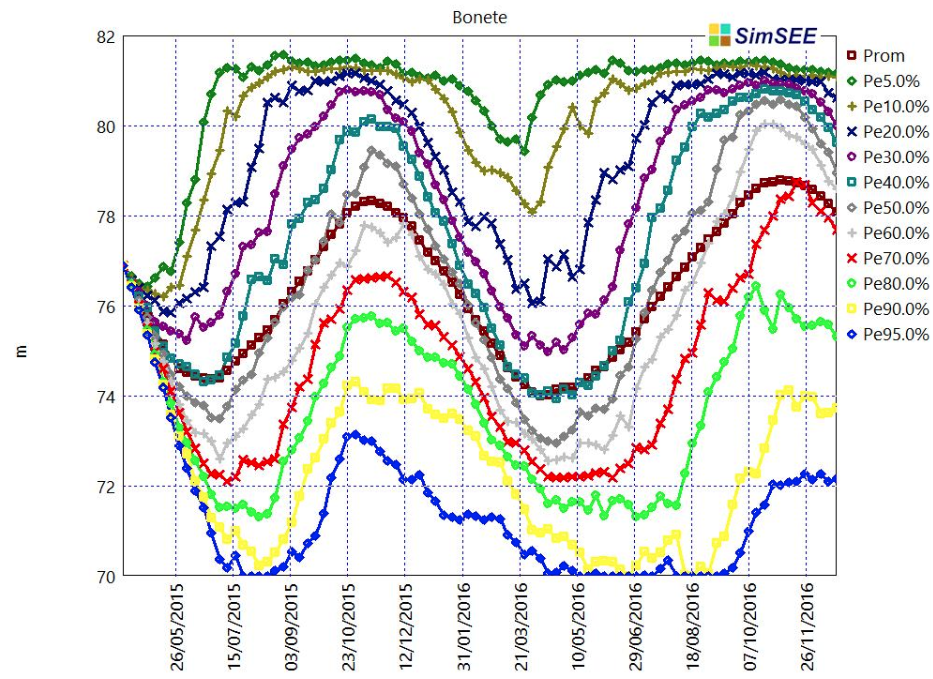 Bonete
SimSEE
82
80
78
76
74
72
70
m
26/05/2015
15/07/2015
03/09/2015
23/10/2015
12/12/2015
31/01/2016
21/03/2016
10/05/2016
29/06/2016
18/08/2016
07/10/2016
26/11/2016
Prom
Pe5.0%
Pe10.0%
Pe20.0%
Pe30.0%
Pe40.0%
Pe50.0%
Pe60.0%
Pe70.0%
Pe80.0%
Pe90.0%
Pe95.0%